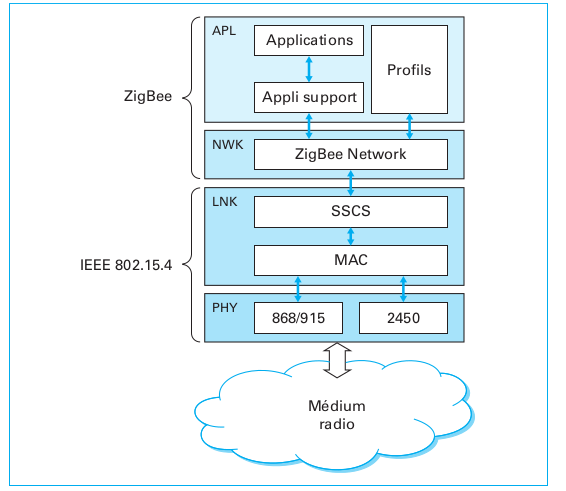 APL
Applications
Profils
ZigBee
Appli support
NWK
ZigBee Network
LNK
SSCS
IEEE 802.15.4
MAC
PHY
868/915
2450
Médium
radio